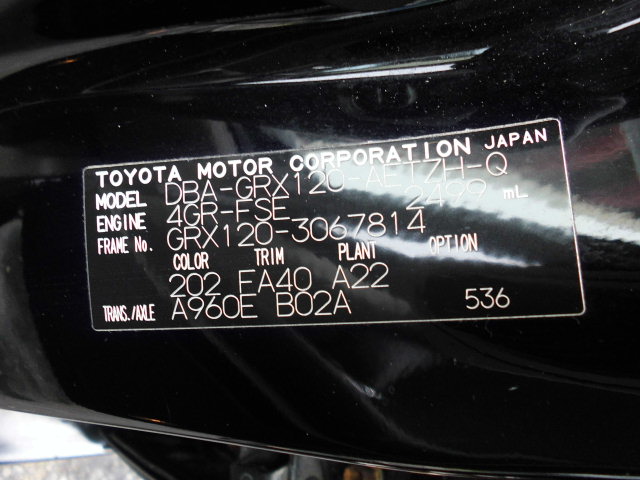 TOYOTA MOTOR CORPORATION JAPAN
MODEL DBA-GRX120-AETZH-Q
ENGINE 4GR-FSE 2499 mL
FRAME No. GRX120-3067814
COLOR TRIM PLANT OPTION
202 FA40 A22
TRANS./AXLE A960E B02A 536